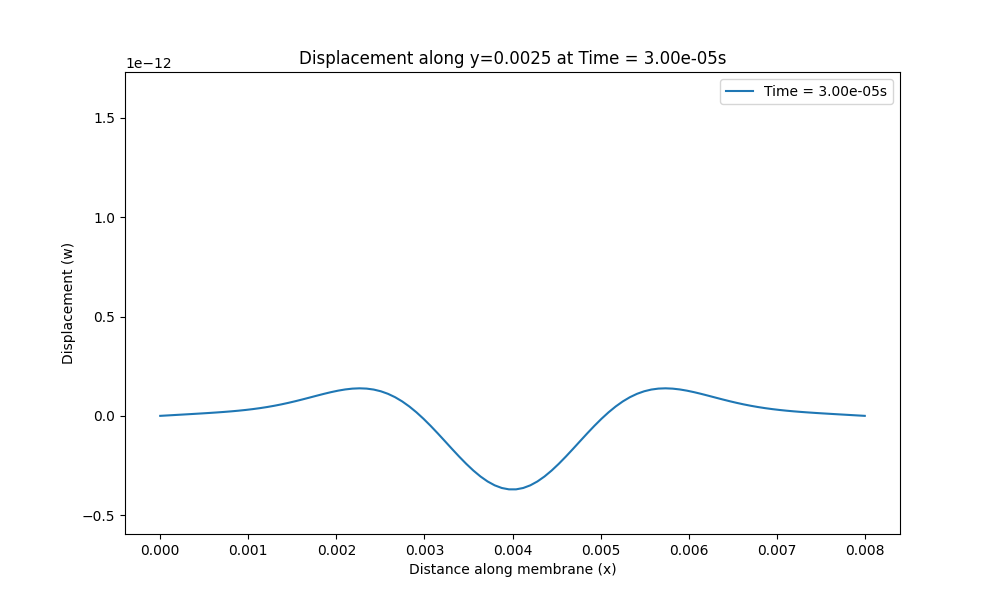 Displacement along y=0.0025 at Time = 3.00e-05s
1e−12
Time = 3.00e-05s
1.5
1.0
0.5
0.0
−0.5
Displacement (w)
0.000 0.001 0.002 0.003 0.004 0.005 0.006 0.007 0.008
Distance along membrane (x)